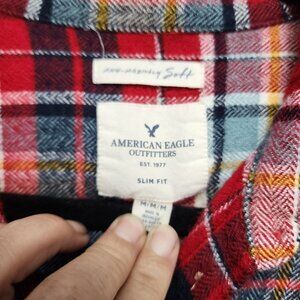 Soft
AMERICAN EAGLE
OUTFITTERS
EST. 1977
SLIM FIT
M/M/M